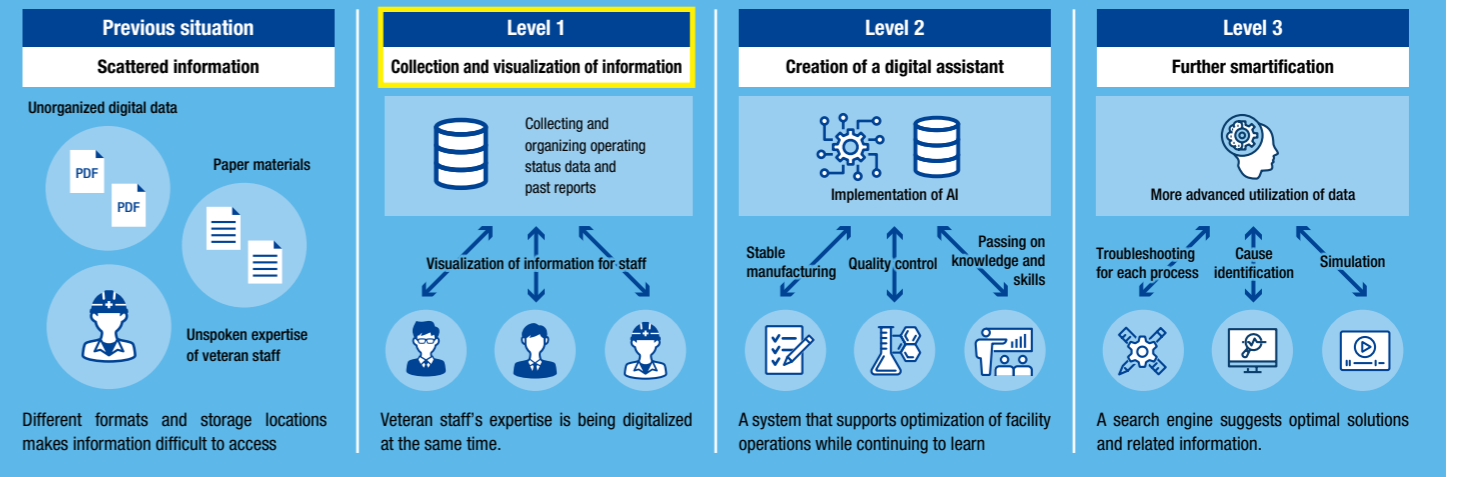 Previous situation
Scattered information
Unorganized digital data
PDF
PDF
Paper materials
Unspoken expertise
of veteran staff
Different formats and storage locations
makes information difficult to access
Level 1
Collection and visualization of information
Collecting and
organizing operating
status data and
past reports
Visualization of information for staff
Veteran staff's expertise is being digitalized
at the same time.
Level 2
Creation of a digital assistant
Implementation of AI
Stable
manufacturing
Quality control
Passing on
knowledge and
skills
A system that supports optimization of facility
operations while continuing to learn
Level 3
Further smartification
More advanced utilization of data
Troubleshooting
for each process
Cause
identification
Simulation
A search engine suggests optimal solutions
and related information.